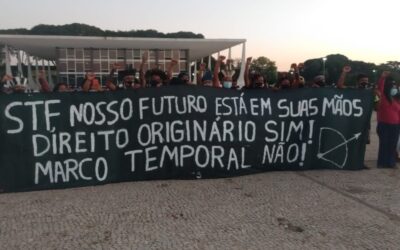 STF NOSSO FUTURO ESTÁ EM SUAS MÃOS
DIREITO ORIGINÁRIO SIM!
MARCO TEMPORAL NÃO!